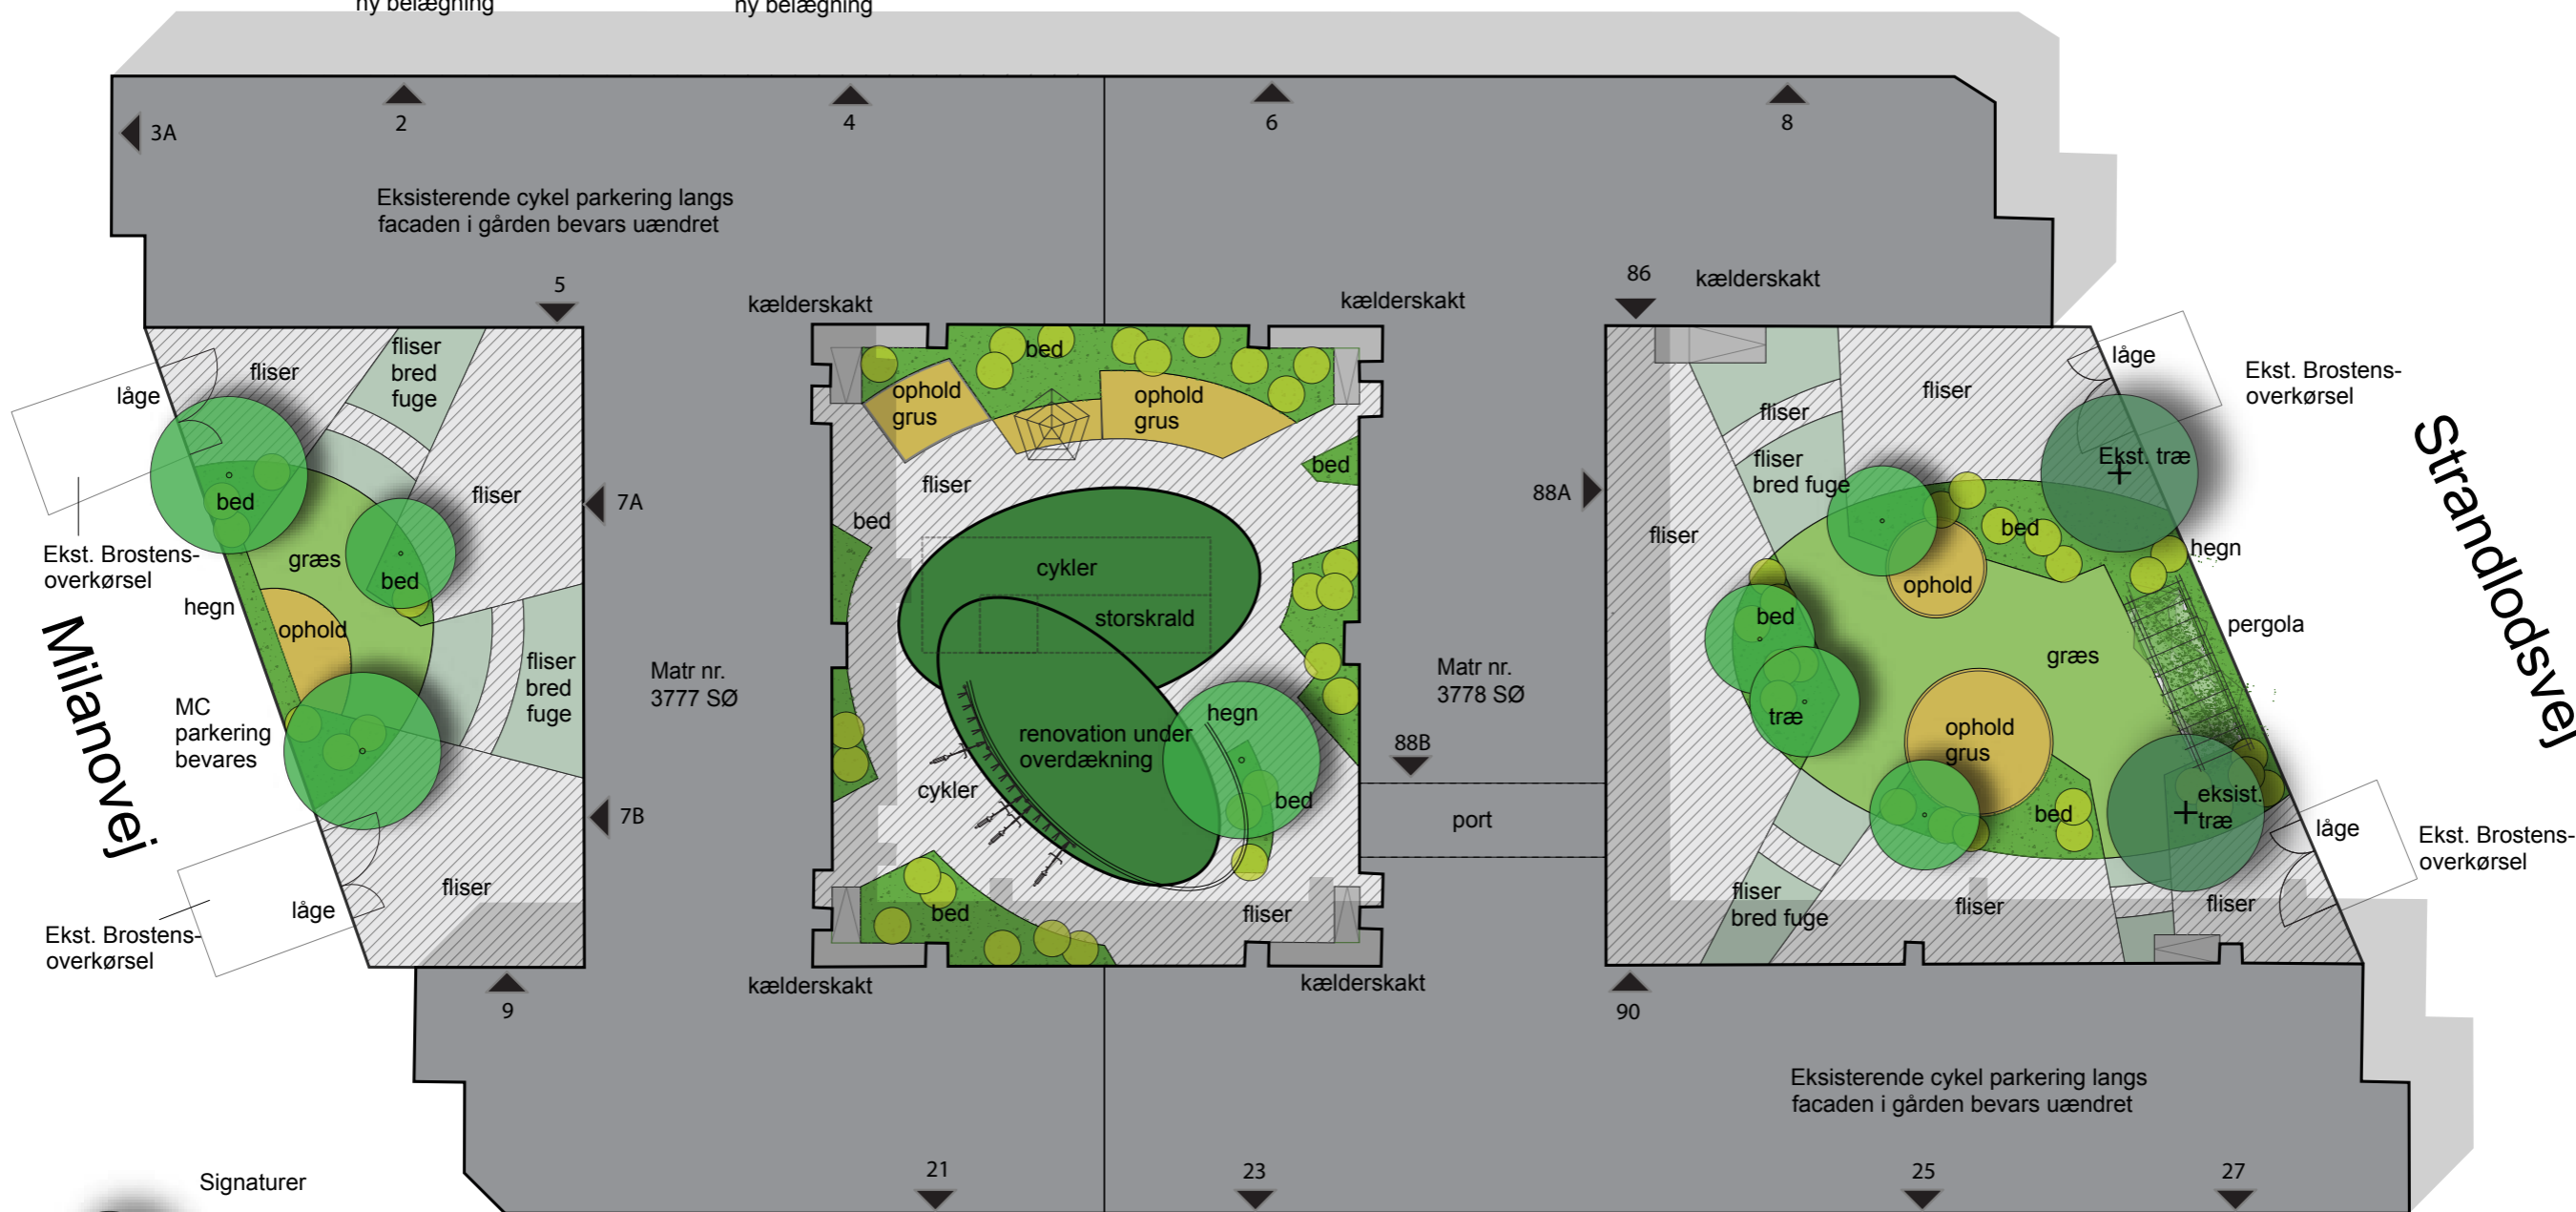 ny belægning
ny belægning
3A
2
4
6
8
Eksisterende cykel parkering langs
facaden i gården bevars uændret
5
kælderskakt
kælderskakt
86
kælderskakt
låge
fliser
fliser
bred
fuge
bed
ophold
grus
ophold
grus
bed
fliser
fliser
låge
Ekst. Brostens-
overkørsel
Strandlodsvej
bed
fliser
7A
fliser
bed
88A
fliser
fliser
bred fuge
Ekst. træ
Ekst. Brostens-
overkørsel
græs
bed
hegn
ophold
cykler
storskrald
bed
ophold
bed
hegn
pergola
græs
Milanovej
MC
parkering
bevares
fliser
bred
fuge
Matr nr.
3777 SØ
hegn
renovation under
overdækning
Matr nr.
3778 SØ
træ
ophold
grus
88B
cykler
bed
port
bed
eksist.
træ
låge
Ekst. Brostens-
overkørsel
7B
fliser
låge
Ekst. Brostens-
overkørsel
bed
fliser
fliser
bred fuge
fliser
fliser
kælderskakt
kælderskakt
9
90
Eksisterende cykel parkering langs
facaden i gården bevars uændret
Signaturer
21
23
25
27